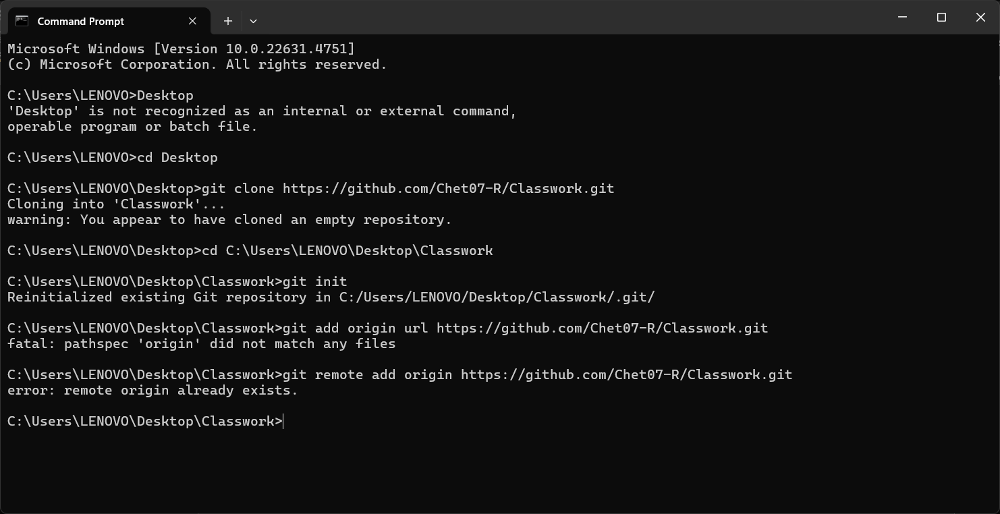 Command Prompt
Microsoft Windows [Version 10.0.22631.4751]
(c) Microsoft Corporation. All rights reserved.
C:\Users\LENOVO>Desktop
'Desktop' is not recognized as an internal or external command,
operable program or batch file.
C:\Users\LENOVO>cd Desktop
C:\Users\LENOVO\Desktop>git clone https://github.com/Chet07-R/Classwork.git
Cloning into 'Classwork'...
warning: You appear to have cloned an empty repository.
C:\Users\LENOVO\Desktop>cd C:\Users\LENOVO\Desktop\Classwork
C:\Users\LENOVO\Desktop\Classwork>git init
Reinitialized existing Git repository in C:/Users/LENOVO/Desktop/Classwork/.git/
C:\Users\LENOVO\Desktop\Classwork>git add origin url https://github.com/Chet07-R/Classwork.git
fatal: pathspec 'origin' did not match any files
C:\Users\LENOVO\Desktop\Classwork>git remote add origin https://github.com/Chet07-R/Classwork.git
error: remote origin already exists.
C:\Users\LENOVO\Desktop\Classwork>